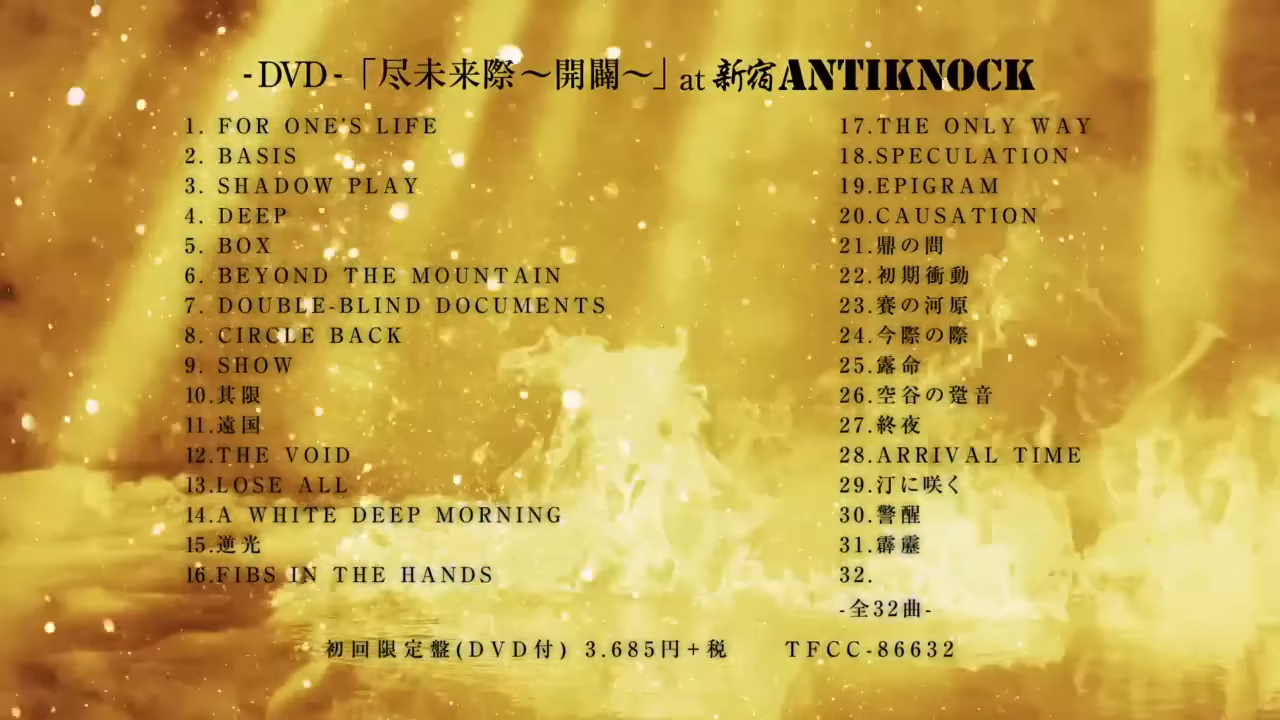 -DVD-「尽未来際～開闢～」at 新宿ANTIKNOCK
1. FOR ONE'S LIFE
2. BASIS
3. SHADOW PLAY
4. DEEP
5. BOX
6. BEYOND THE MOUNTAIN
7. DOUBLE-BLIND DOCUMENTS
8. CIRCLE BACK
9. SHOW
10.其限
11.遠国
12.THE VOID
13.LOSE ALL
14.A WHITE DEEP MORNING
15.逆光
16.FIBS IN THE HANDS
17.THE ONLY WAY
18.SPECULATION
19.EPIGRAM
20.CAUSATION
21.鼎の問
22.初期衝動
23.賽の河原
24.今際の際
25.露命
26.空谷の跫音
27.終夜
28.ARRIVAL TIME
29.汀に咲く
30.警醒
31.霹靂
32.
-全32曲-
初回限定盤(DVD付) 3.685円＋税 TFCC-86632